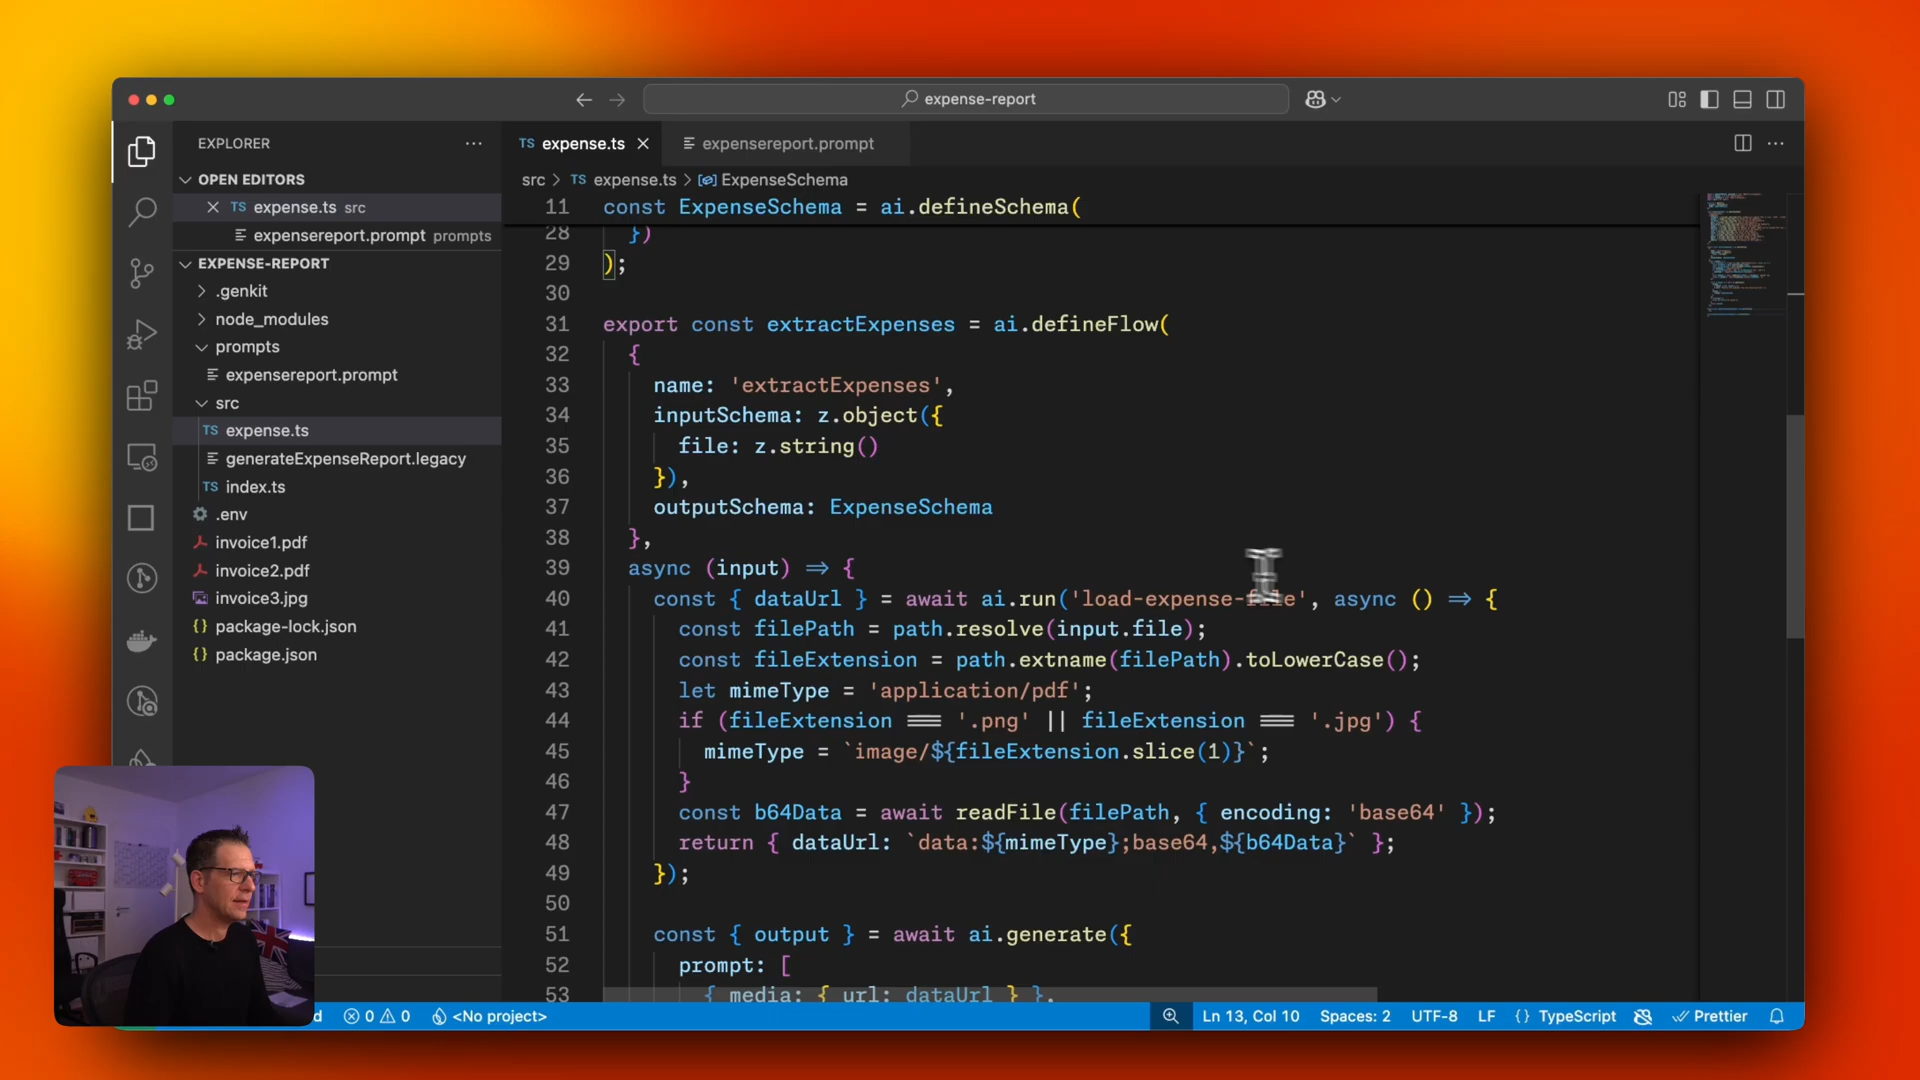 expense-report
EXPLORER
TS expense.ts
expensereport.prompt
OPEN EDITORS
src > TS expense.ts > ExpenseSchema
TS expense.ts src
expensereport.prompt prompts
EXPENSE-REPORT
.genkit
node_modules
prompts
expensereport.prompt
src
TS expense.ts
generateExpenseReport.legacy
TS index.ts
.env
invoice1.pdf
invoice2.pdf
invoice3.jpg
{} package-lock.json
{} package.json
11 const ExpenseSchema = ai.defineSchema(
28 })
29 );
30
31 export const extractExpenses = ai.defineFlow(
32 {
33 name: 'extractExpenses',
34 inputSchema: z.object({
35 file: z.string()
36 }),
37 outputSchema: ExpenseSchema
38 },
39 async (input) => {
40 const { dataUrl } = await ai.run('load-expense-file', async () => {
41 const filePath = path.resolve(input.file);
42 const fileExtension = path.extname(filePath).toLowerCase();
43 let mimeType = 'application/pdf';
44 if (fileExtension === '.png' || fileExtension === '.jpg') {
45 mimeType = `image/${fileExtension.slice(1)}`;
46 }
47 const b64Data = await readFile(filePath, { encoding: 'base64' });
48 return { dataUrl: `data:${mimeType};base64,${b64Data}` };
49 });
50
51 const { output } = await ai.generate({
52 prompt: [
53 { media: { url: dataUrl } },
0 0
<No project>
Ln 13, Col 10
Spaces: 2
UTF-8
LF
{} TypeScript
Prettier